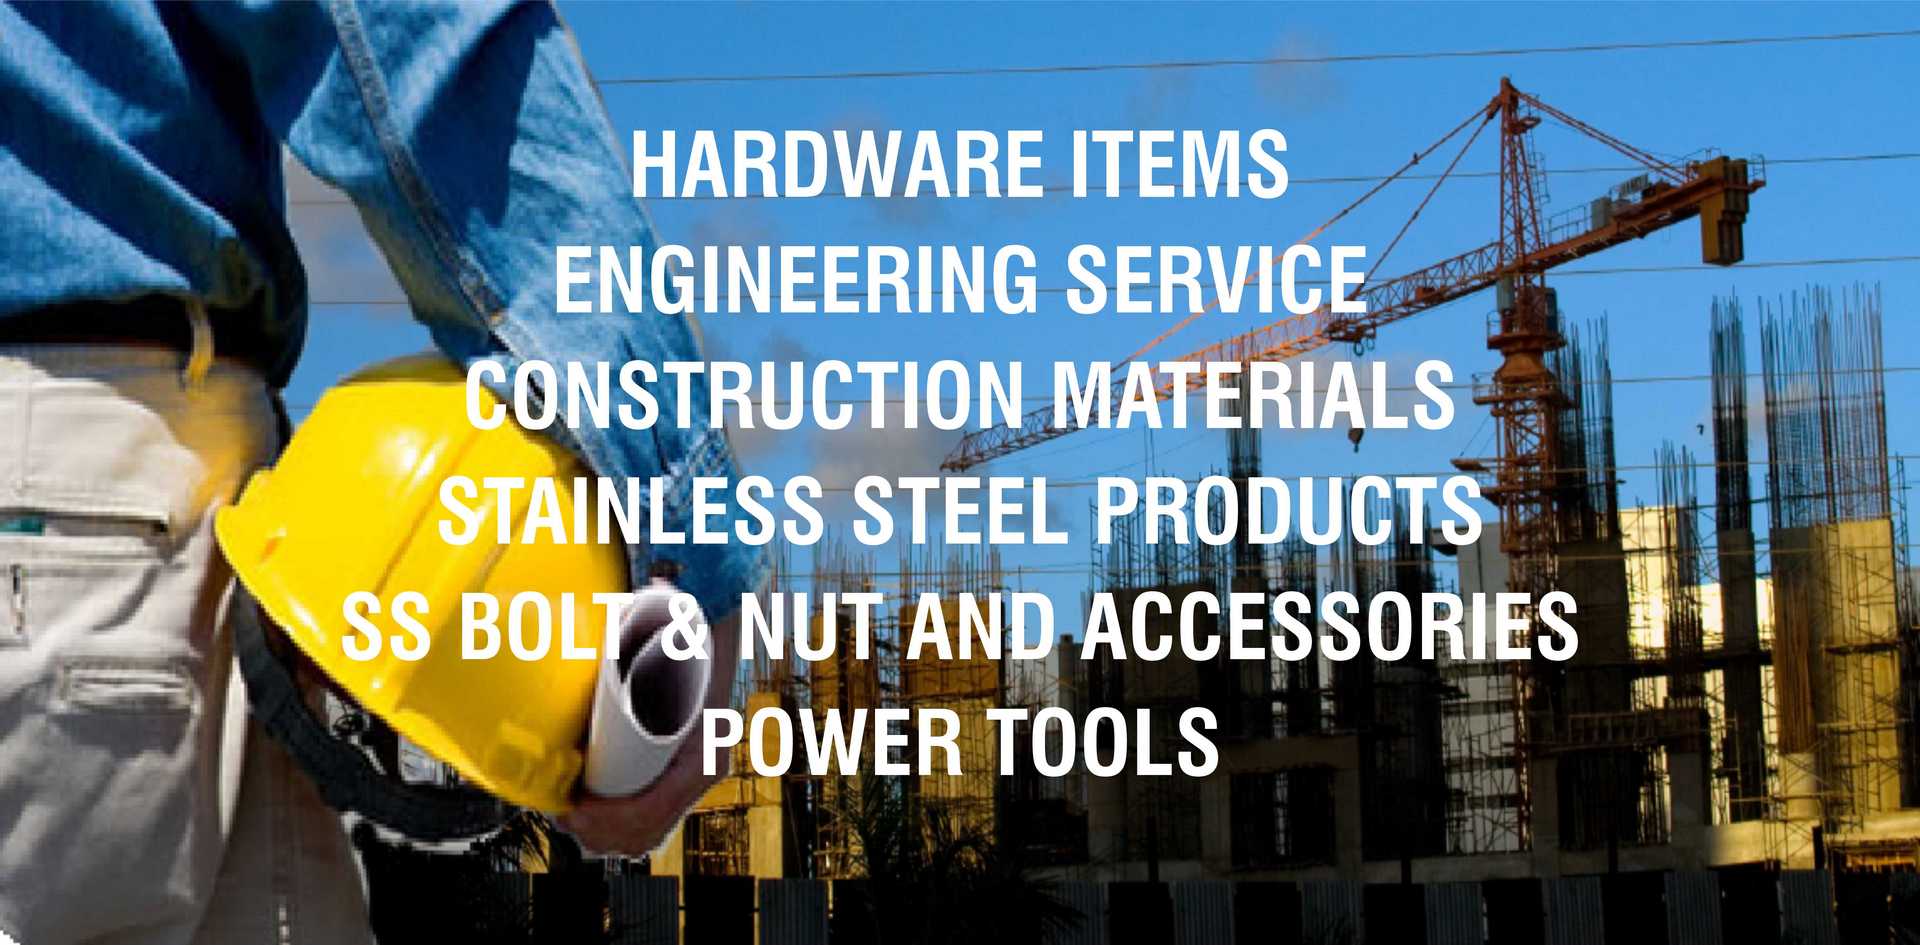 HARDWARE ITEMS
ENGINEERING SERVICE
CONSTRUCTION MATERIALS
STAINLESS STEEL PRODUCTS
SS BOLT & NUT AND ACCESSORIES
POWER TOOLS